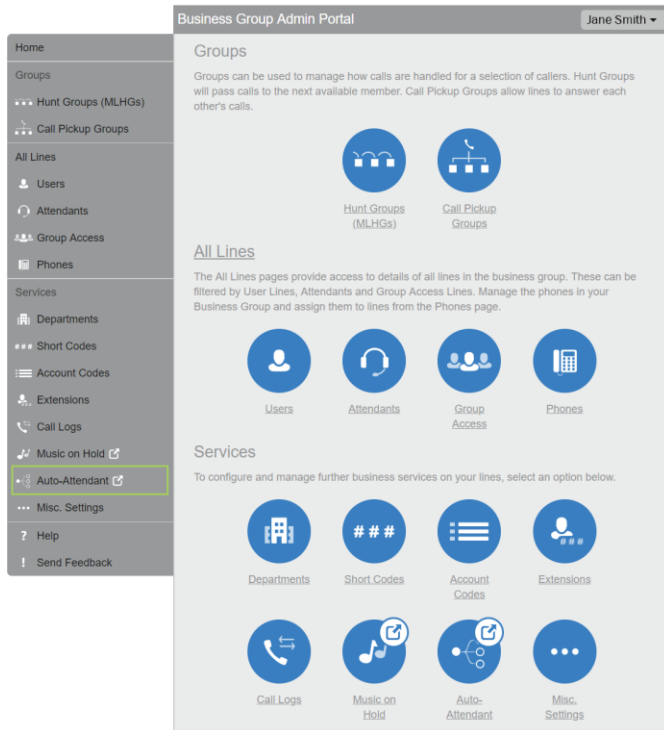 Business Group Admin Portal
Jane Smith
Home
Groups
Hunt Groups (MLHGs)
Call Pickup Groups
All Lines
Users
Attendants
Group Access
Phones
Services
Departments
### Short Codes
Account Codes
Extensions
Call Logs
Music on Hold
Auto-Attendant
Misc. Settings
? Help
! Send Feedback
Groups
Groups can be used to manage how calls are handled for a selection of callers. Hunt Groups
will pass calls to the next available member. Call Pickup Groups allow lines to answer each
other's calls.
Hunt Groups
(MLHGs)
Call Pickup
Groups
All Lines
The All Lines pages provide access to details of all lines in the business group. These can be
filtered by User Lines, Attendants and Group Access Lines. Manage the phones in your
Business Group and assign them to lines from the Phones page.
Users
Attendants
Group
Access
Phones
Services
To configure and manage further business services on your lines, select an option below.
###
###
Departments
Short Codes
Account
Codes
Extensions
Call Logs
Music on
Hold
Auto-
Attendant
Misc.
Settings